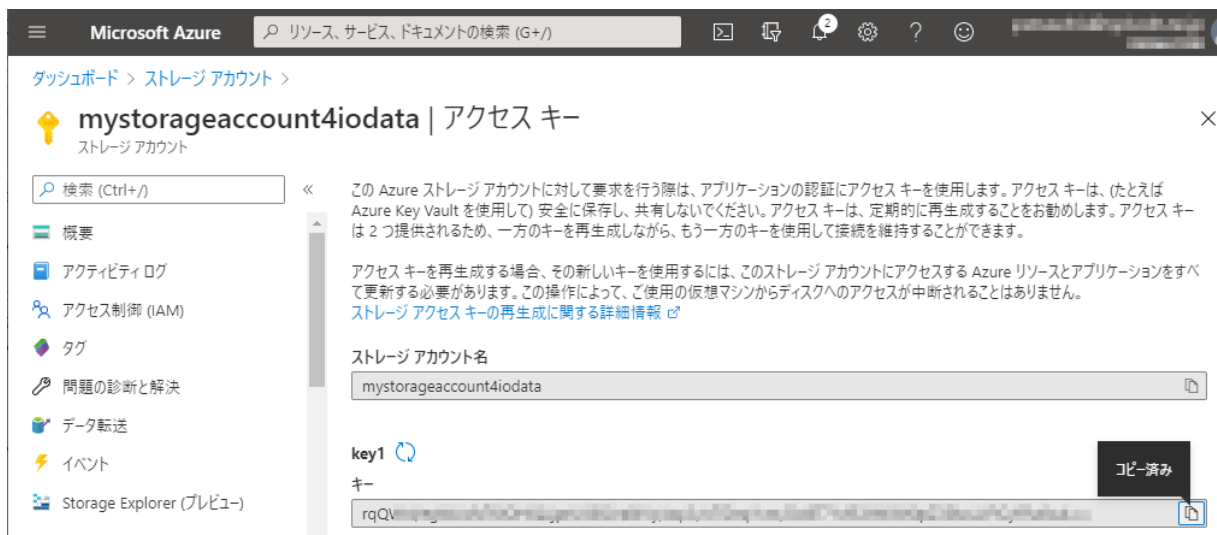 Microsoft Azure
リソース、サービス、ドキュメントの検索 (G+/)
2
ダッシュボード > ストレージ アカウント >
mystorageaccount4iodata | アクセス キー
ストレージ アカウント
検索 (Ctrl+/)
概要
アクティビティ ログ
アクセス制御 (IAM)
タグ
問題の診断と解決
データ転送
イベント
Storage Explorer (プレビュー)
この Azure ストレージ アカウントに対して要求を行う際は、アプリケーションの認証にアクセス キーを使用します。アクセス キーは、(たとえば
Azure Key Vault を使用して) 安全に保存し、共有しないでください。アクセス キーは、定期的に再生成することをお勧めします。アクセス キー
は 2 つ提供されるため、一方のキーを再生成しながら、もう一方のキーを使用して接続を維持することができます。
アクセス キーを再生成する場合、その新しいキーを使用するには、このストレージ アカウントにアクセスする Azure リソースとアプリケーションをすべ
て更新する必要があります。この操作によって、ご使用の仮想マシンからディスクへのアクセスが中断されることはありません。
ストレージ アクセス キーの再生成に関する詳細情報
ストレージ アカウント名
mystorageaccount4iodata
key1
コピー済み
キー